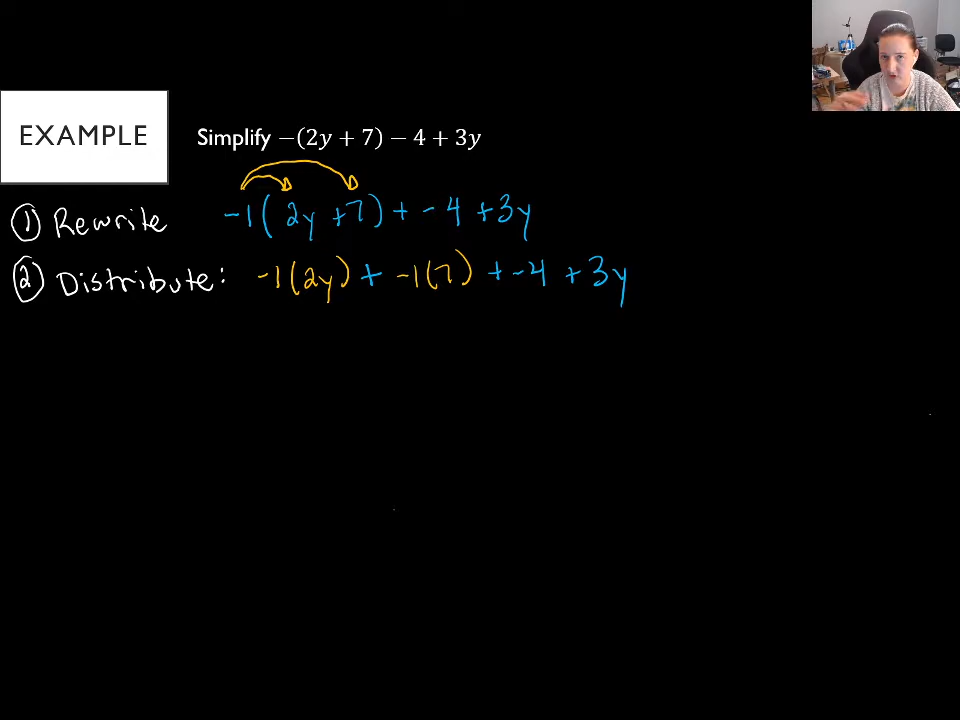 EXAMPLE
Simplify −(2y + 7) − 4 + 3y
① Rewrite -1(2y +7) + -4 +3y
② Distribute: -1(2y) + -1(7) + -4 +3y